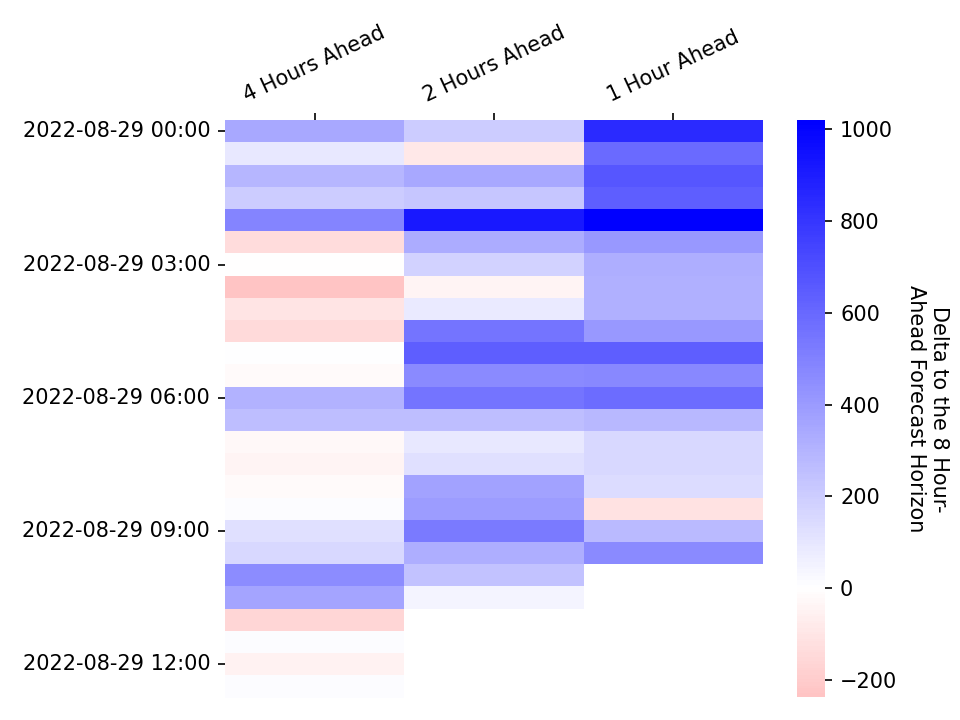 4 Hours Ahead
2 Hours Ahead
1 Hour Ahead
2022-08-29 00:00
2022-08-29 03:00
2022-08-29 06:00
2022-08-29 09:00
2022-08-29 12:00
1000
800
600
400
200
0
−200
Delta to the 8 Hour-
Ahead Forecast Horizon